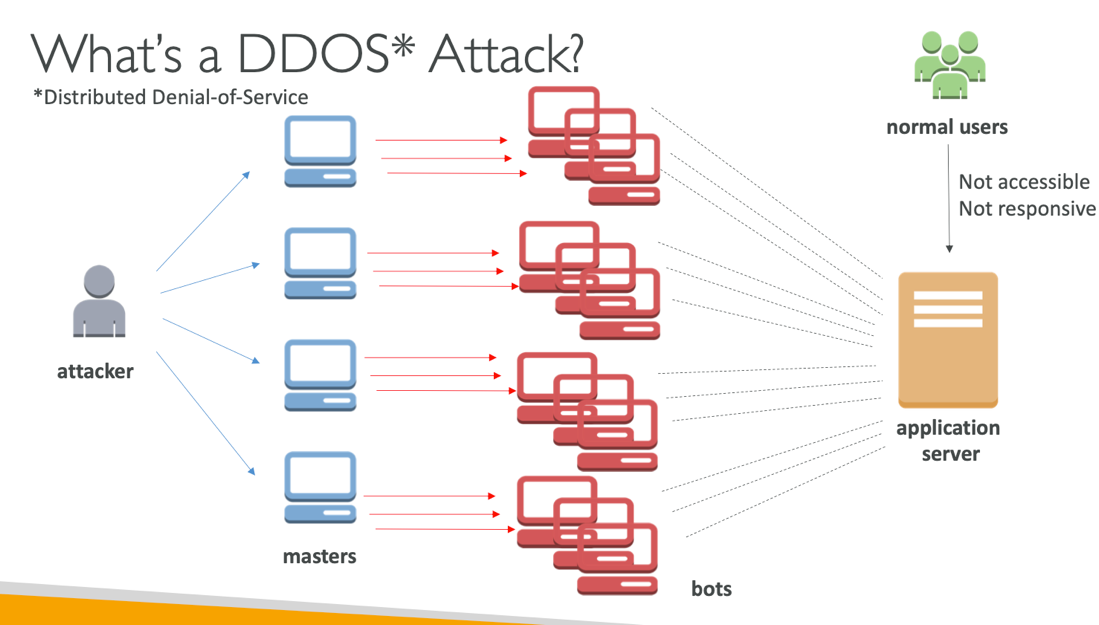 What's a DDOS* Attack?
*Distributed Denial-of-Service
normal users
Not accessible
Not responsive
attacker
application
server
masters
bots